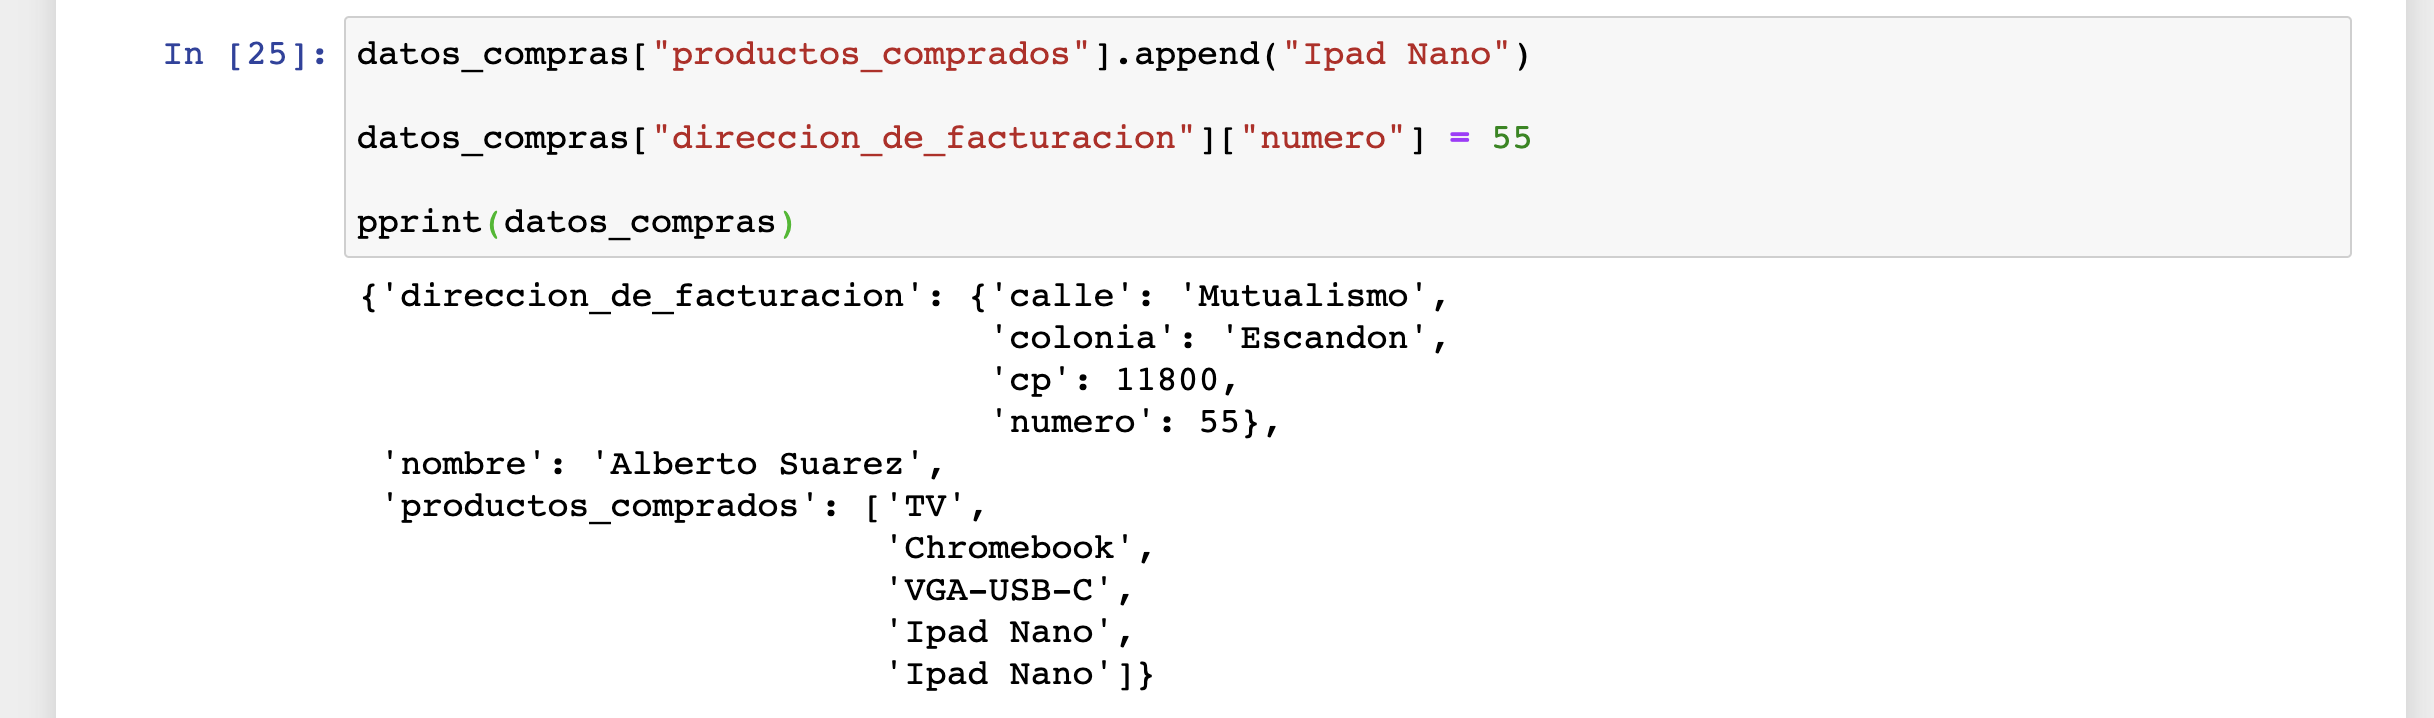 In [25]: datos_compras["productos_comprados"].append("Ipad Nano")
datos_compras["direccion_de_facturacion"]["numero"] = 55
pprint(datos_compras)
{'direccion_de_facturacion': {'calle': 'Mutualismo',
'colonia': 'Escandon',
'cp': 11800,
'numero': 55},
'nombre': 'Alberto Suarez',
'productos_comprados': ['TV',
'Chromebook',
'VGA-USB-C',
'Ipad Nano',
'Ipad Nano']}